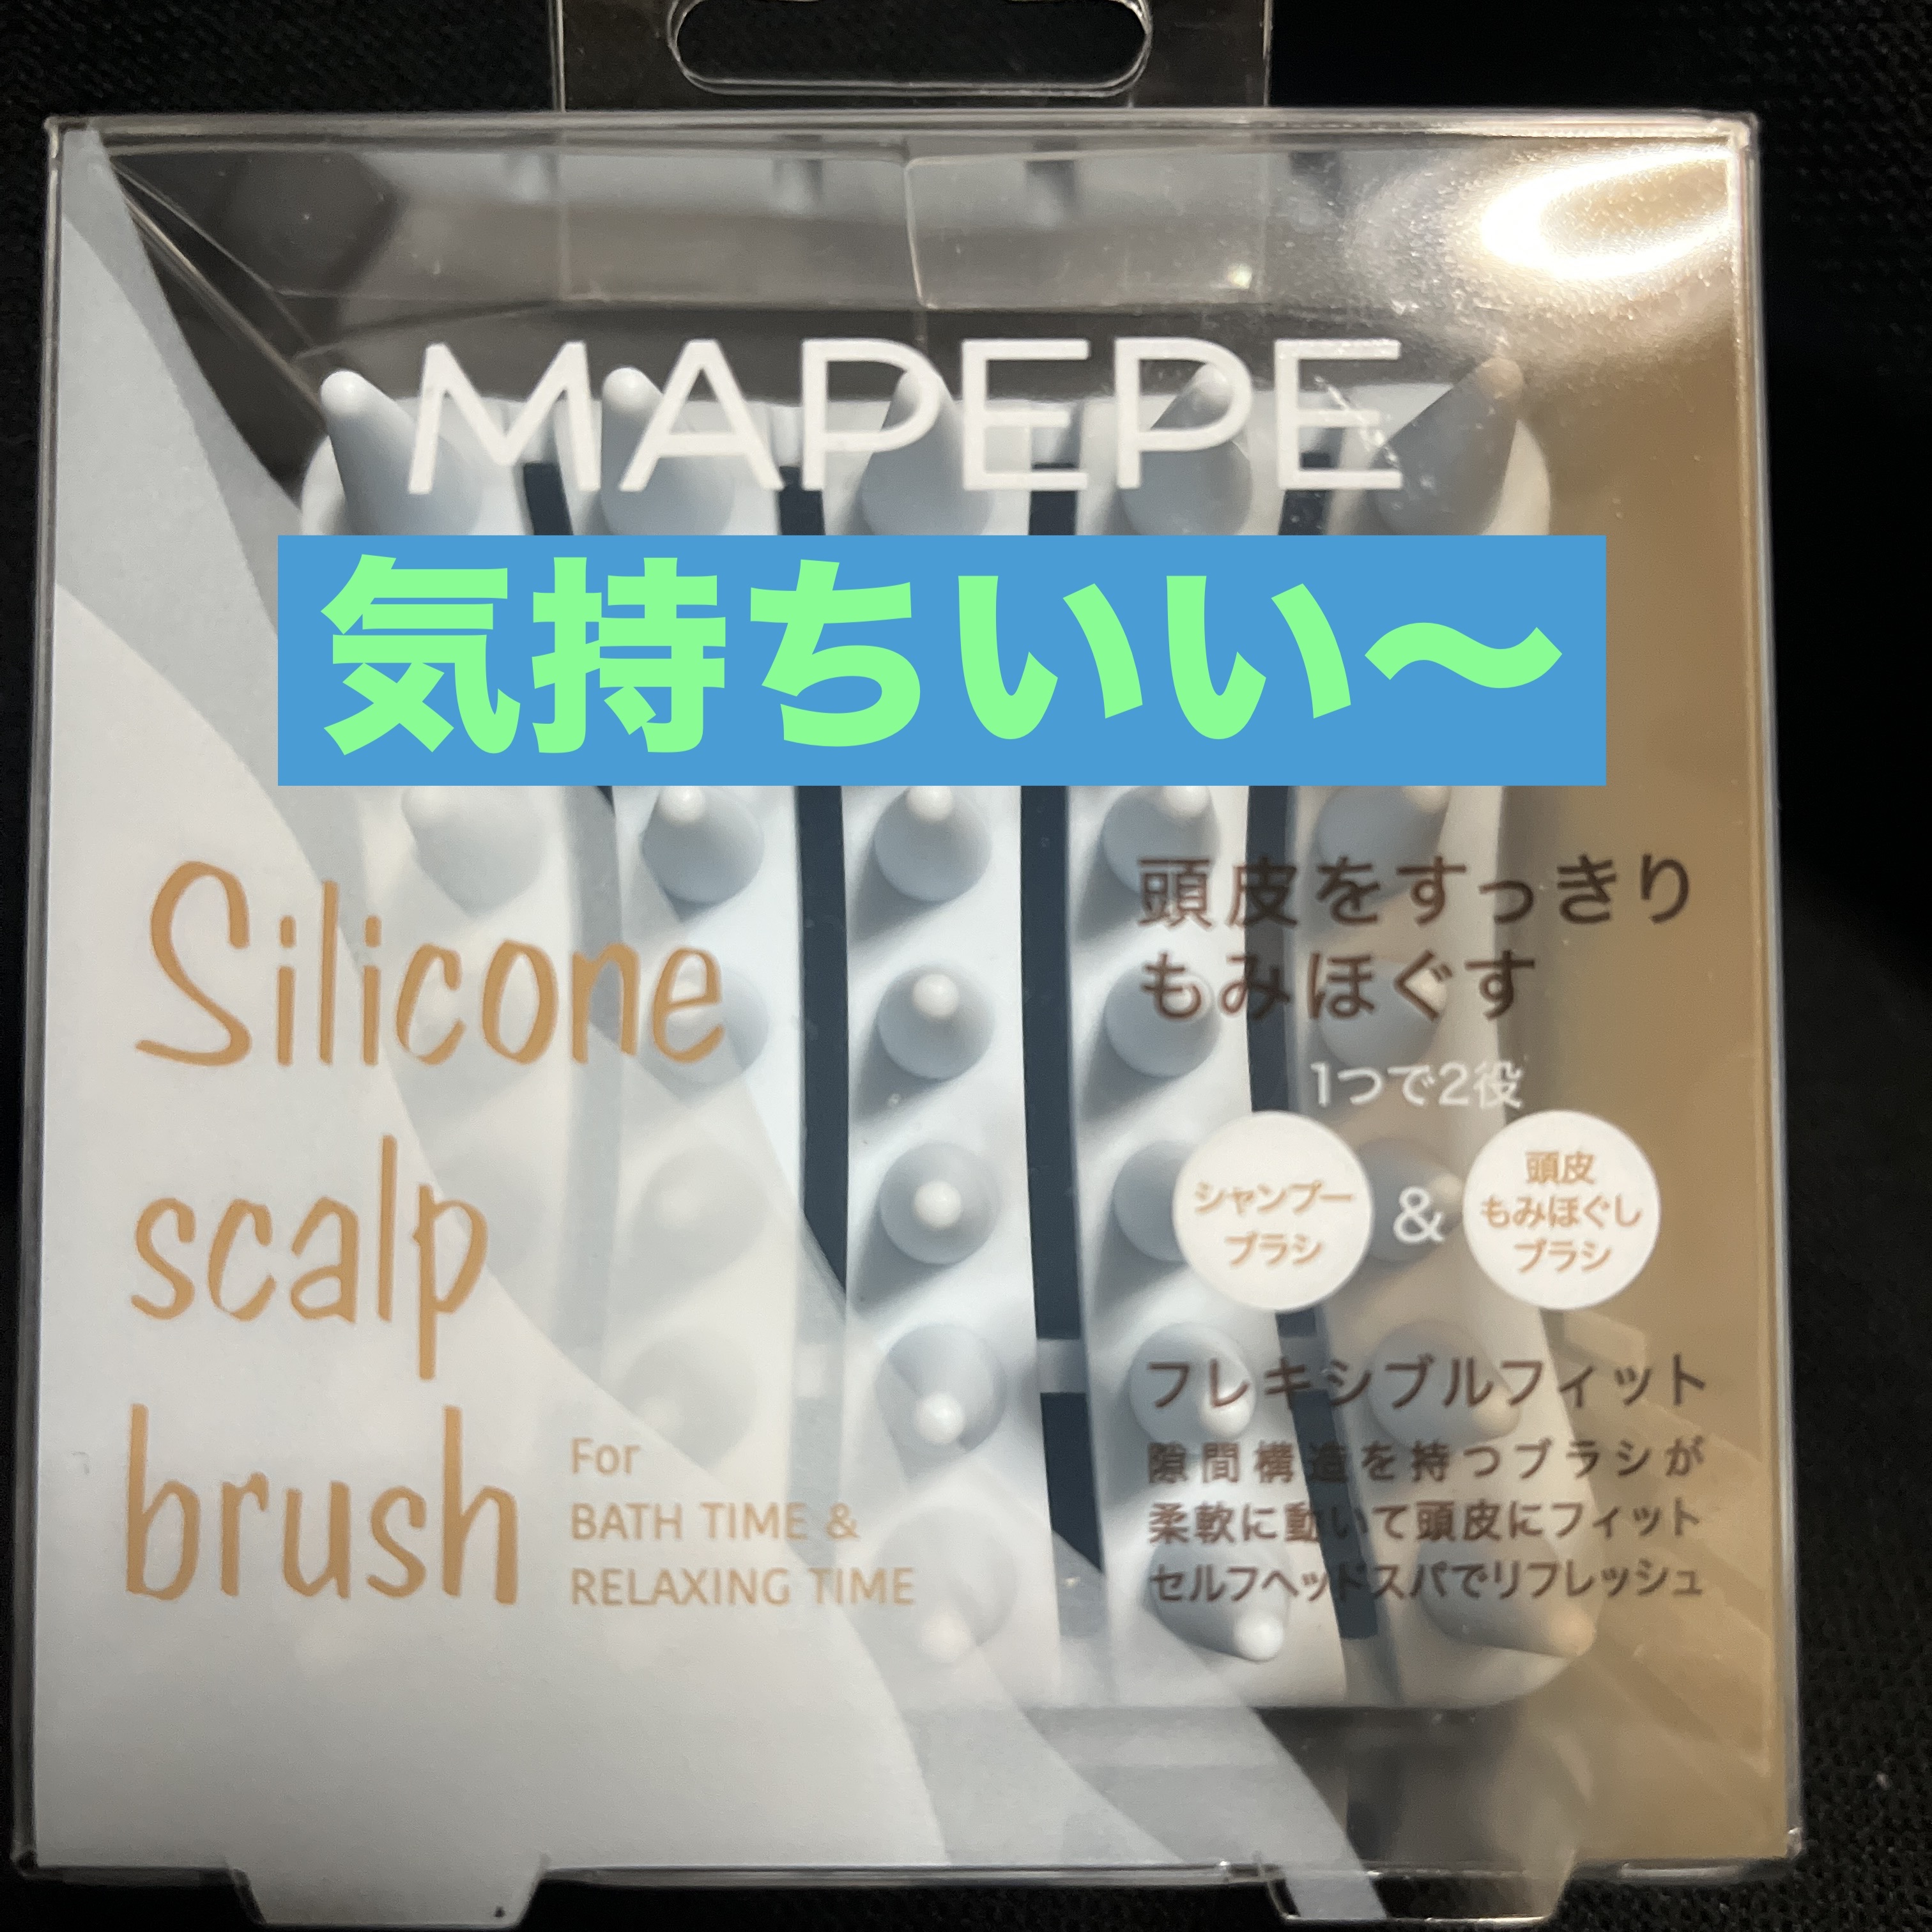 MAPEPE
気持ちいい〜
Silicone
scalp
brush
For
BATH TIME &
RELAXING TIME
頭皮をすっきり
もみほぐす
1つで2役
シャンプー
ブラシ
&
頭皮
もみほぐし
ブラシ
フレキシブルフィット
隙間構造を持つブラシが
柔軟に動いて頭皮にフィット
セルフヘッドスパでリフレッシュ